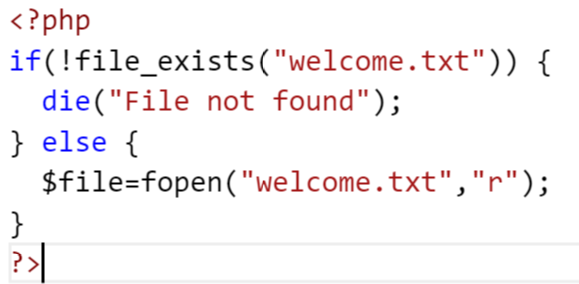 <?php
if(!file_exists("welcome.txt")) {
  die("File not found");
} else {
  $file=fopen("welcome.txt","r");
}
?>